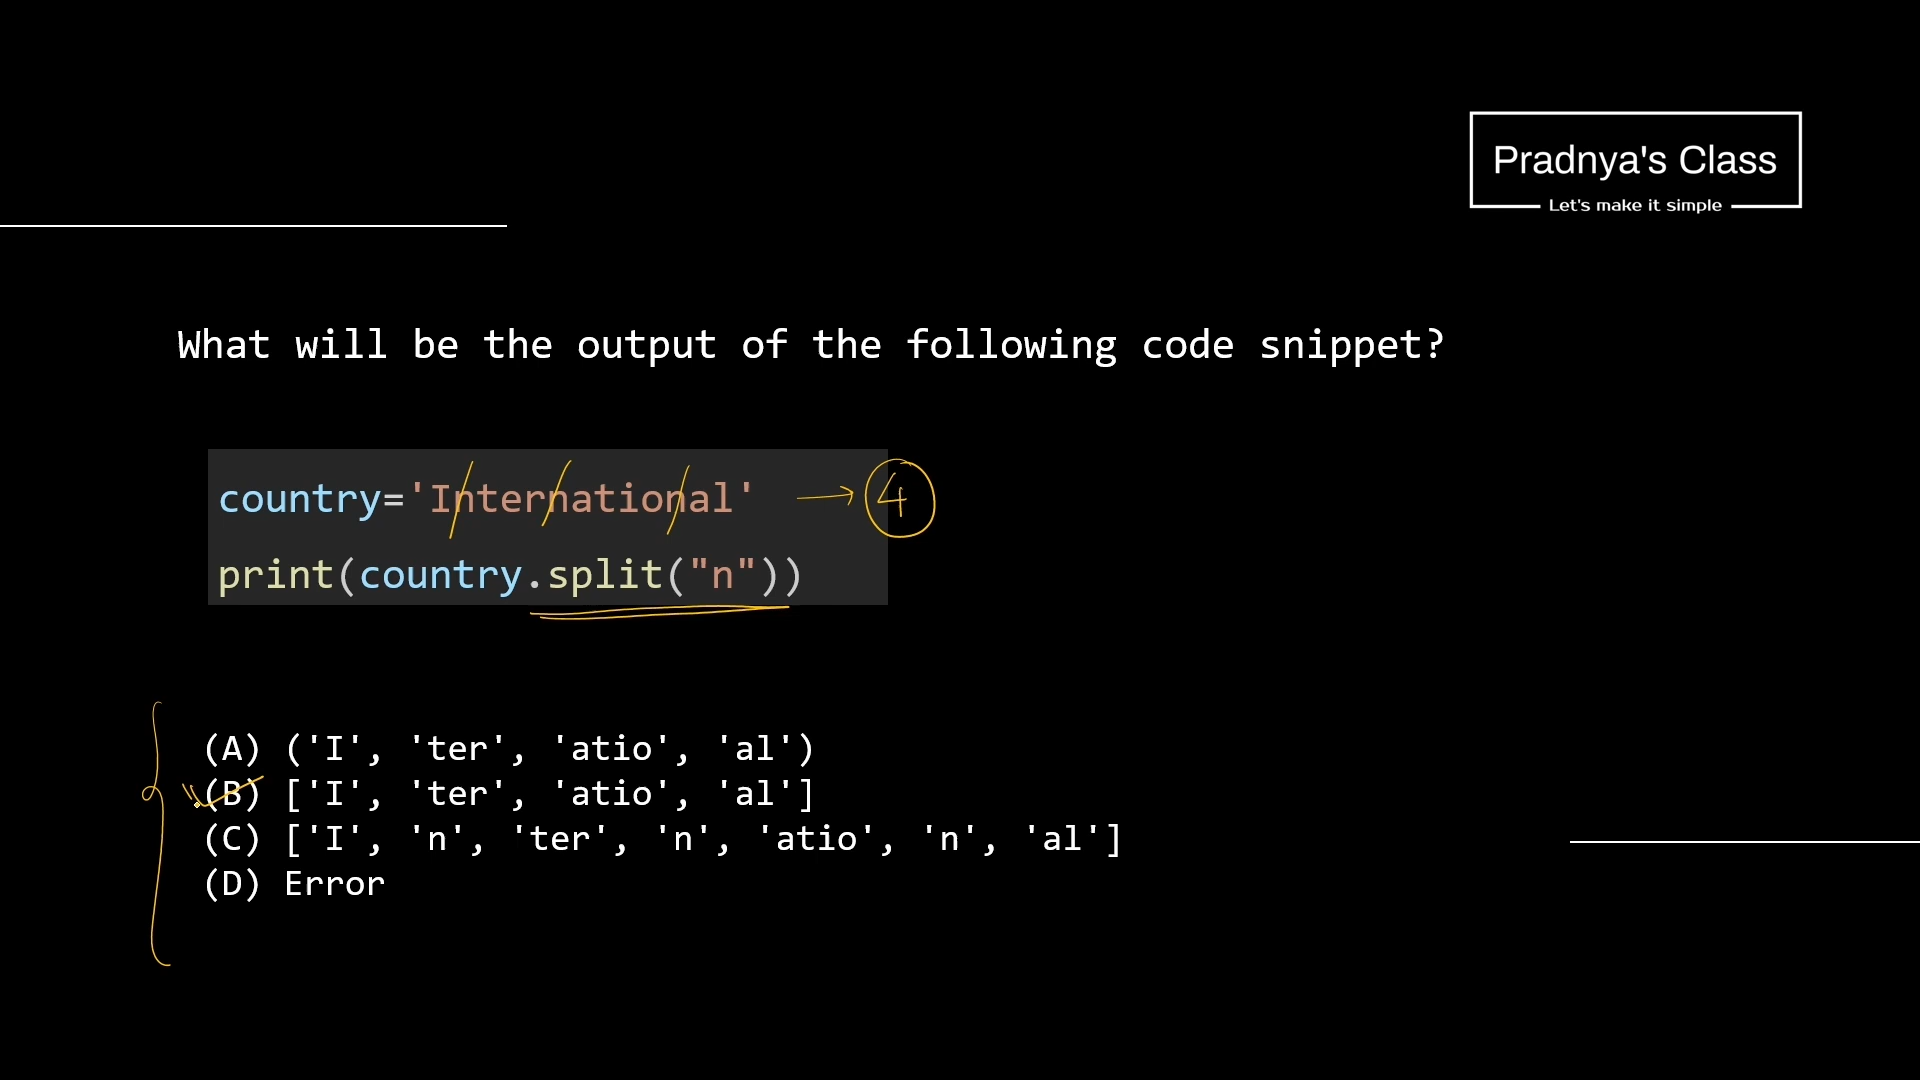 Pradnya's Class
Let's make it simple
What will be the output of the following code snippet?
country='International' → 4
print(country.split("n"))
(A) ('I', 'ter', 'atio', 'al')
(B) ['I', 'ter', 'atio', 'al']
(C) ['I', 'n', 'ter', 'n', 'atio', 'n', 'al']
(D) Error